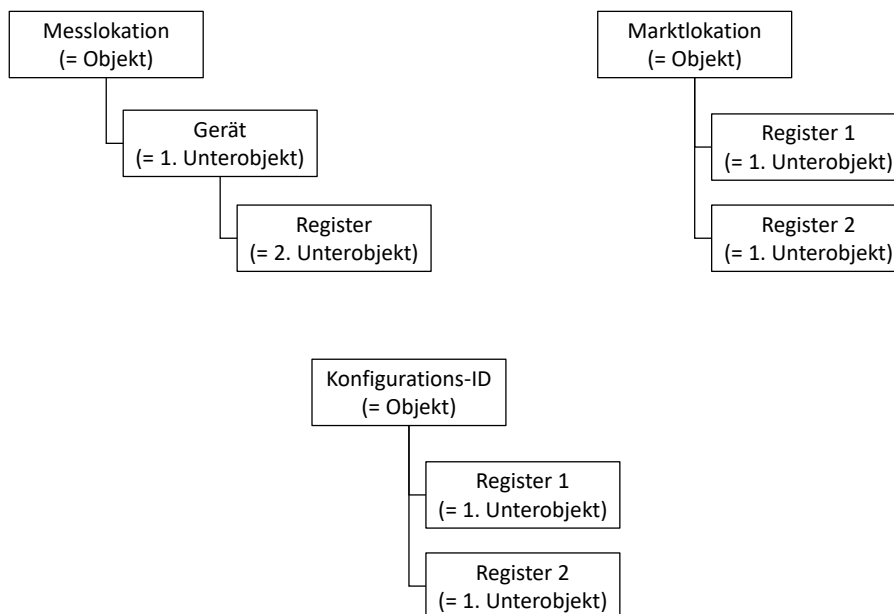 Messlokation
(= Objekt)
Gerät
(= 1. Unterobjekt)
Register
(= 2. Unterobjekt)
Marktlokation
(= Objekt)
Register 1
(= 1. Unterobjekt)
Register 2
(= 1. Unterobjekt)
Konfigurations-ID
(= Objekt)
Register 1
(= 1. Unterobjekt)
Register 2
(= 1. Unterobjekt)